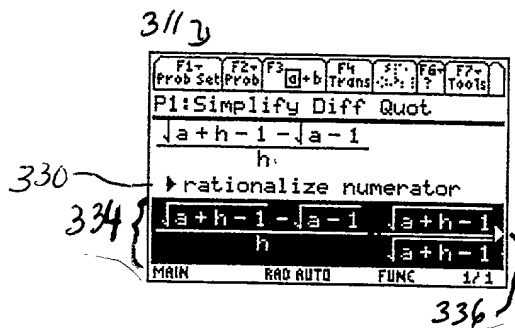 311
F1 F2 F3 a+b F4 F6 F7
Prob Set Prob Trans ? Tools
P1:Simplify Diff Quot
√a+h-1 - √a-1
h
330
▶rationalize numerator
334
√a+h-1 - √a-1 · √a+h-1
h √a+h-1
MAIN RAD AUTO FUNC 1/1
336